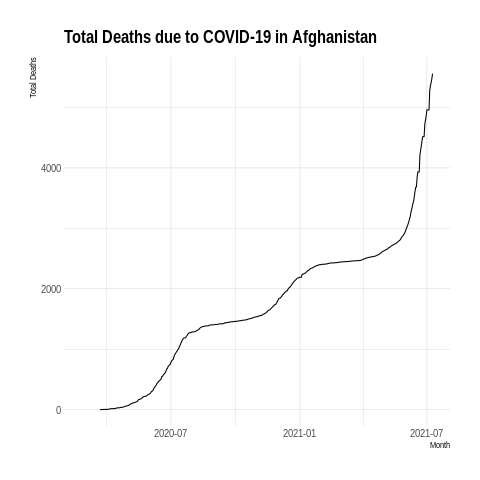 Total Deaths due to COVID-19 in Afghanistan
Total Deaths
4000
2000
0
2020-07 2021-01 2021-07
Month